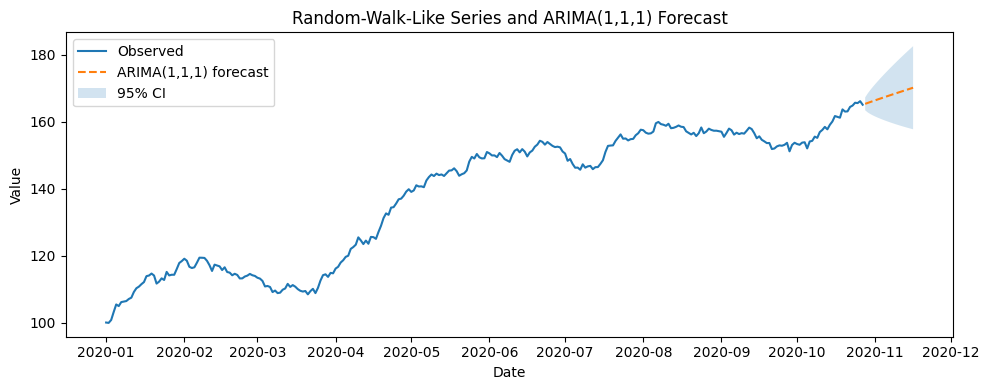 Random-Walk-Like Series and ARIMA(1,1,1) Forecast
Observed
ARIMA(1,1,1) forecast
95% CI
Value
180
160
140
120
100
2020-01 2020-02 2020-03 2020-04 2020-05 2020-06 2020-07 2020-08 2020-09 2020-10 2020-11 2020-12
Date